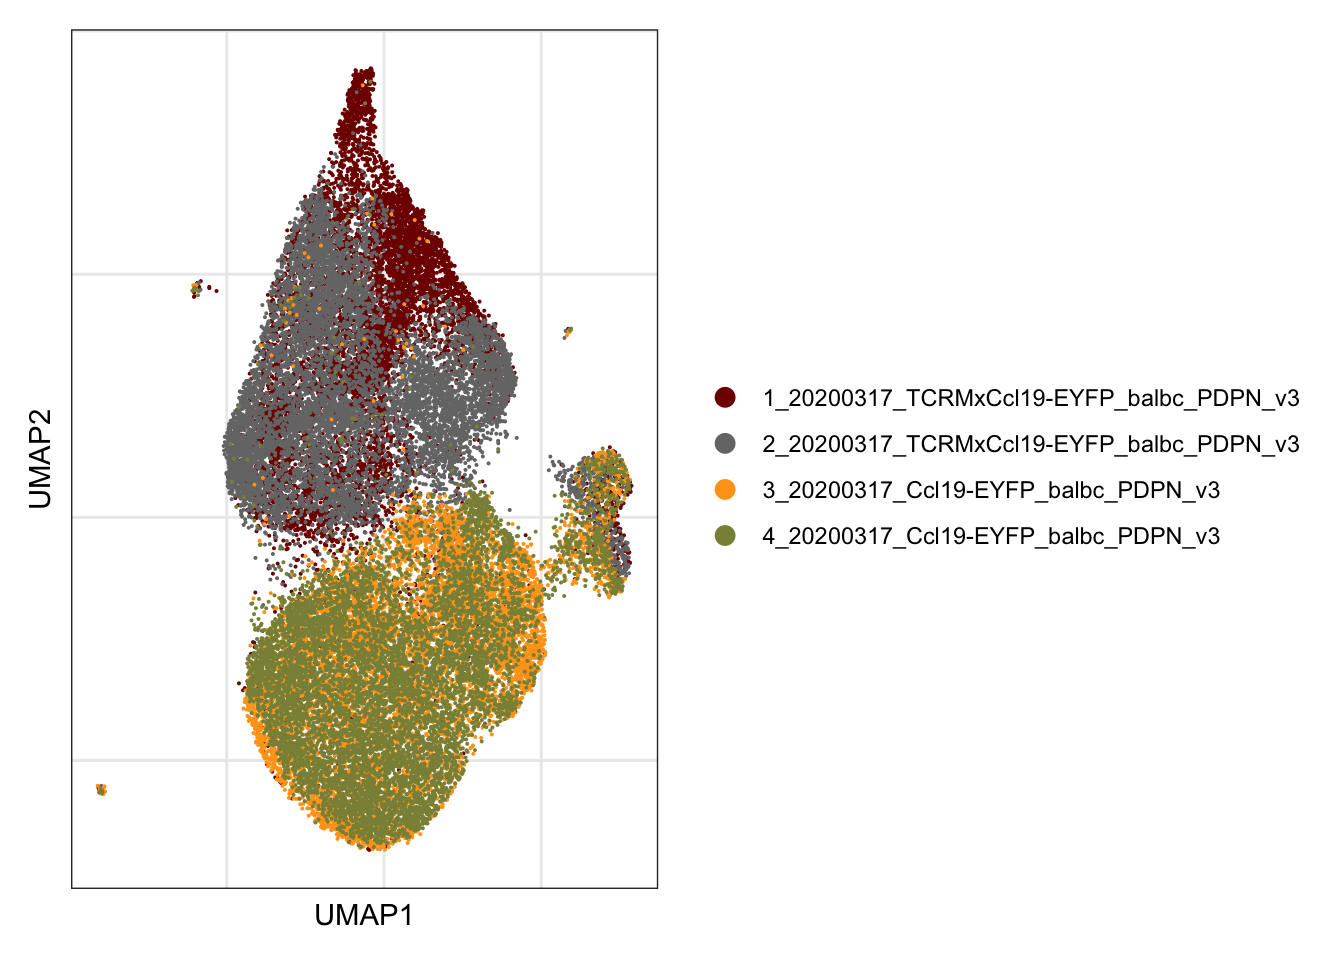 UMAP2
UMAP1
1_20200317_TCRMxCcl19-EYFP_balbc_PDPN_v3
2_20200317_TCRMxCcl19-EYFP_balbc_PDPN_v3
3_20200317_Ccl19-EYFP_balbc_PDPN_v3
4_20200317_Ccl19-EYFP_balbc_PDPN_v3